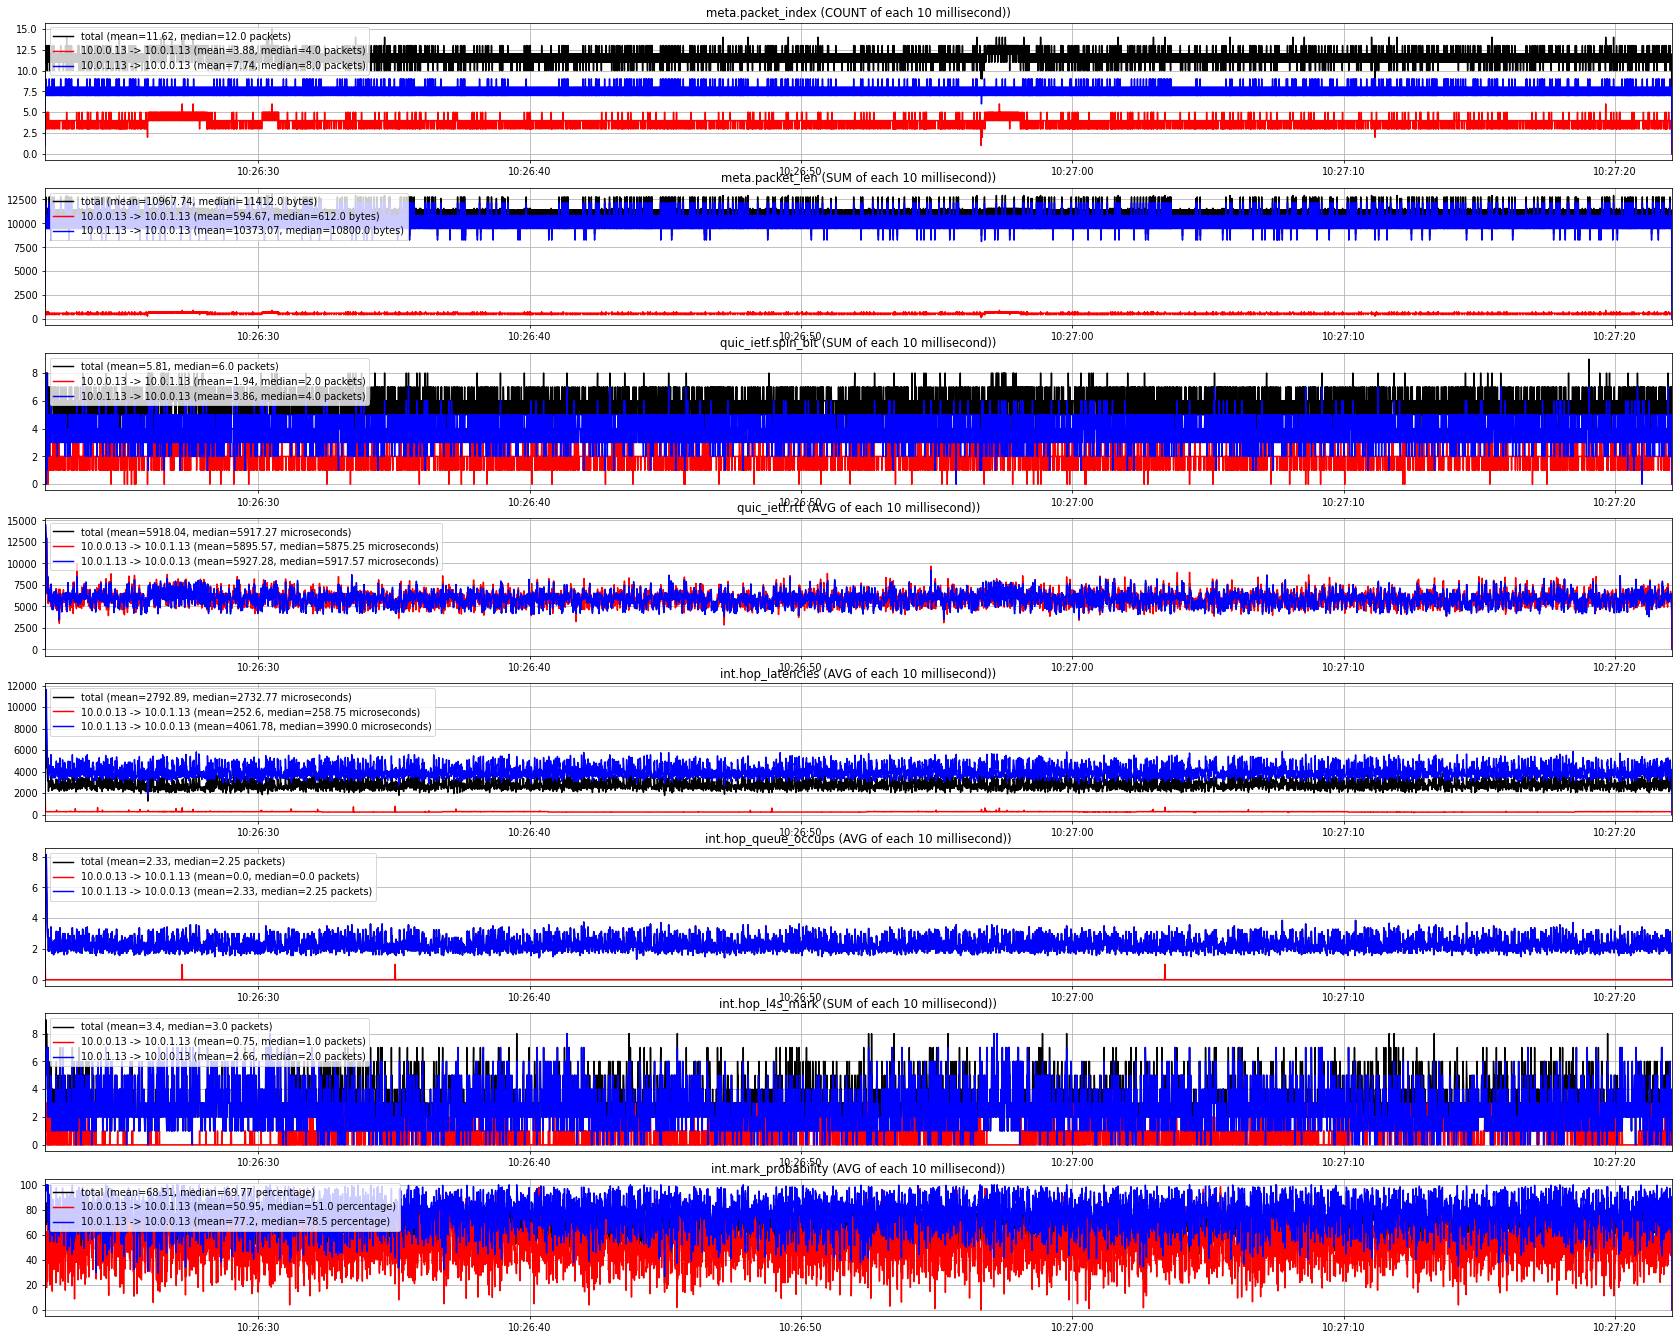 meta.packet_index (COUNT of each 10 millisecond))
15.0
12.5
10.0
7.5
5.0
2.5
0.0
total (mean=11.62, median=12.0 packets)
10.0.0.13 -> 10.0.1.13 (mean=3.88, median=4.0 packets)
10.0.1.13 -> 10.0.0.13 (mean=7.74, median=8.0 packets)
10:26:30 10:26:40 10:26:50 10:27:00 10:27:10 10:27:20
meta.packet_len (SUM of each 10 millisecond))
12500
10000
7500
5000
2500
0
total (mean=10967.74, median=11412.0 bytes)
10.0.0.13 -> 10.0.1.13 (mean=594.67, median=612.0 bytes)
10.0.1.13 -> 10.0.0.13 (mean=10373.07, median=10800.0 bytes)
10:26:30 10:26:40 10:26:50 10:27:00 10:27:10 10:27:20
quic_ietf.spin_bit (SUM of each 10 millisecond))
8
6
4
2
0
total (mean=5.81, median=6.0 packets)
10.0.0.13 -> 10.0.1.13 (mean=1.94, median=2.0 packets)
10.0.1.13 -> 10.0.0.13 (mean=3.86, median=4.0 packets)
10:26:30 10:26:40 10:26:50 10:27:00 10:27:10 10:27:20
quic_ietf.rtt (AVG of each 10 millisecond))
15000
12500
10000
7500
5000
2500
0
total (mean=5918.04, median=5917.27 microseconds)
10.0.0.13 -> 10.0.1.13 (mean=5895.57, median=5875.25 microseconds)
10.0.1.13 -> 10.0.0.13 (mean=5927.28, median=5917.57 microseconds)
10:26:30 10:26:40 10:26:50 10:27:00 10:27:10 10:27:20
int.hop_latencies (AVG of each 10 millisecond))
12000
10000
8000
6000
4000
2000
0
total (mean=2792.89, median=2732.77 microseconds)
10.0.0.13 -> 10.0.1.13 (mean=252.6, median=258.75 microseconds)
10.0.1.13 -> 10.0.0.13 (mean=4061.78, median=3990.0 microseconds)
10:26:30 10:26:40 10:26:50 10:27:00 10:27:10 10:27:20
int.hop_queue_occups (AVG of each 10 millisecond))
8
6
4
2
0
total (mean=2.33, median=2.25 packets)
10.0.0.13 -> 10.0.1.13 (mean=0.0, median=0.0 packets)
10.0.1.13 -> 10.0.0.13 (mean=2.33, median=2.25 packets)
10:26:30 10:26:40 10:26:50 10:27:00 10:27:10 10:27:20
int.hop_l4s_mark (SUM of each 10 millisecond))
8
6
4
2
0
total (mean=3.4, median=3.0 packets)
10.0.0.13 -> 10.0.1.13 (mean=0.75, median=1.0 packets)
10.0.1.13 -> 10.0.0.13 (mean=2.66, median=2.0 packets)
10:26:30 10:26:40 10:26:50 10:27:00 10:27:10 10:27:20
int.mark_probability (AVG of each 10 millisecond))
100
80
60
40
20
0
total (mean=68.51, median=69.77 percentage)
10.0.0.13 -> 10.0.1.13 (mean=50.95, median=51.0 percentage)
10.0.1.13 -> 10.0.0.13 (mean=77.2, median=78.5 percentage)
10:26:30 10:26:40 10:26:50 10:27:00 10:27:10 10:27:20